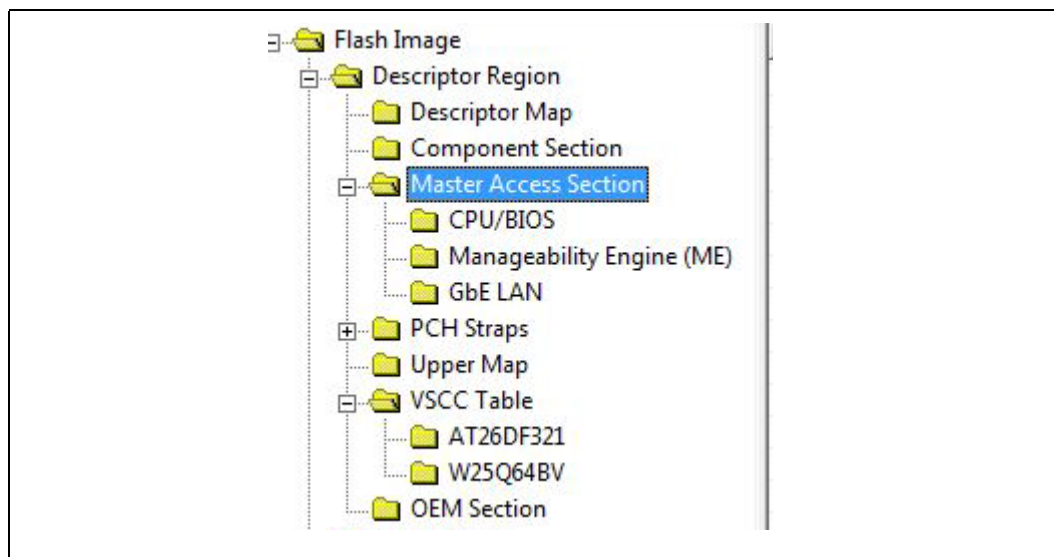 Flash Image
Descriptor Region
Descriptor Map
Component Section
Master Access Section
CPU/BIOS
Manageability Engine (ME)
GbE LAN
PCH Straps
Upper Map
VSCC Table
AT26DF321
W25Q64BV
OEM Section